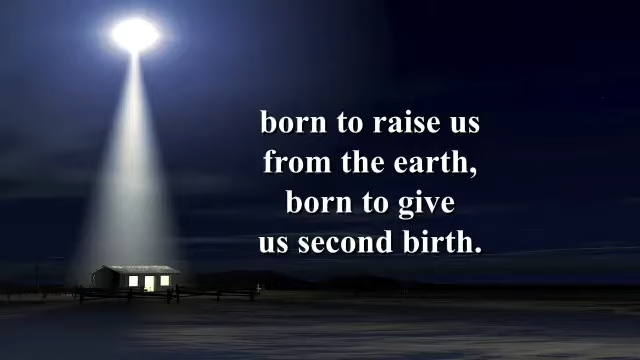 born to raise us
from the earth,
born to give
us second birth.